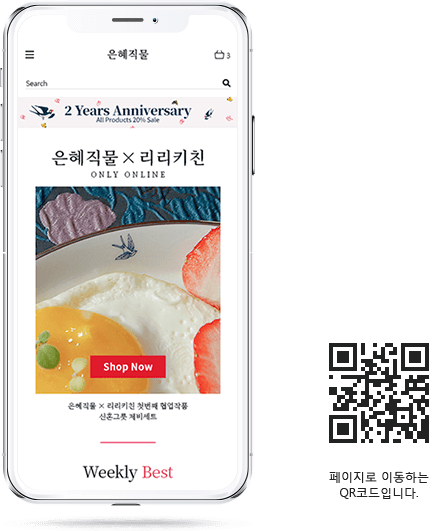 은혜직물
3
Search
2 Years Anniversary
All Products 20% Sale
은혜직물 × 리리키친
ONLY ONLINE
Shop Now
은혜직물 × 리리키친 첫번째 협업작품
신혼그릇 제비세트
Weekly Best
페이지로 이동하는
QR코드입니다.